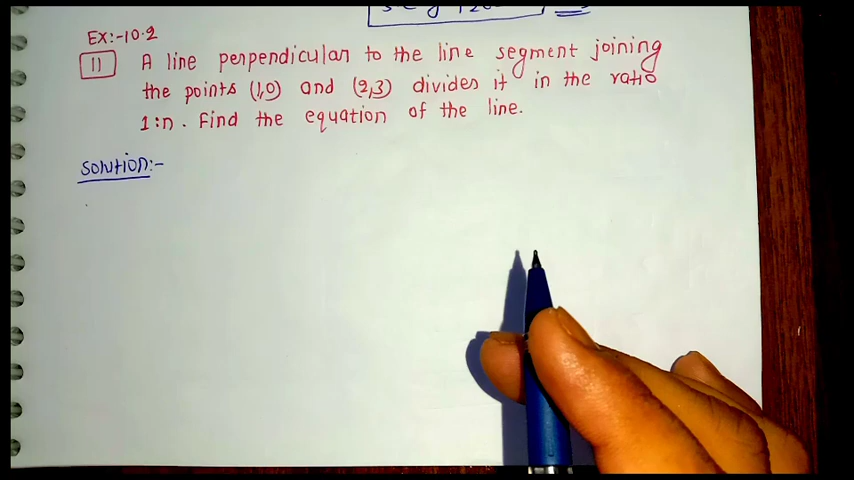 Ex:-10.2
11 A line perpendicular to the line segment joining
the points (1,0) and (2,3) divides it in the ratio
1:n. Find the equation of the line.
Solution:-